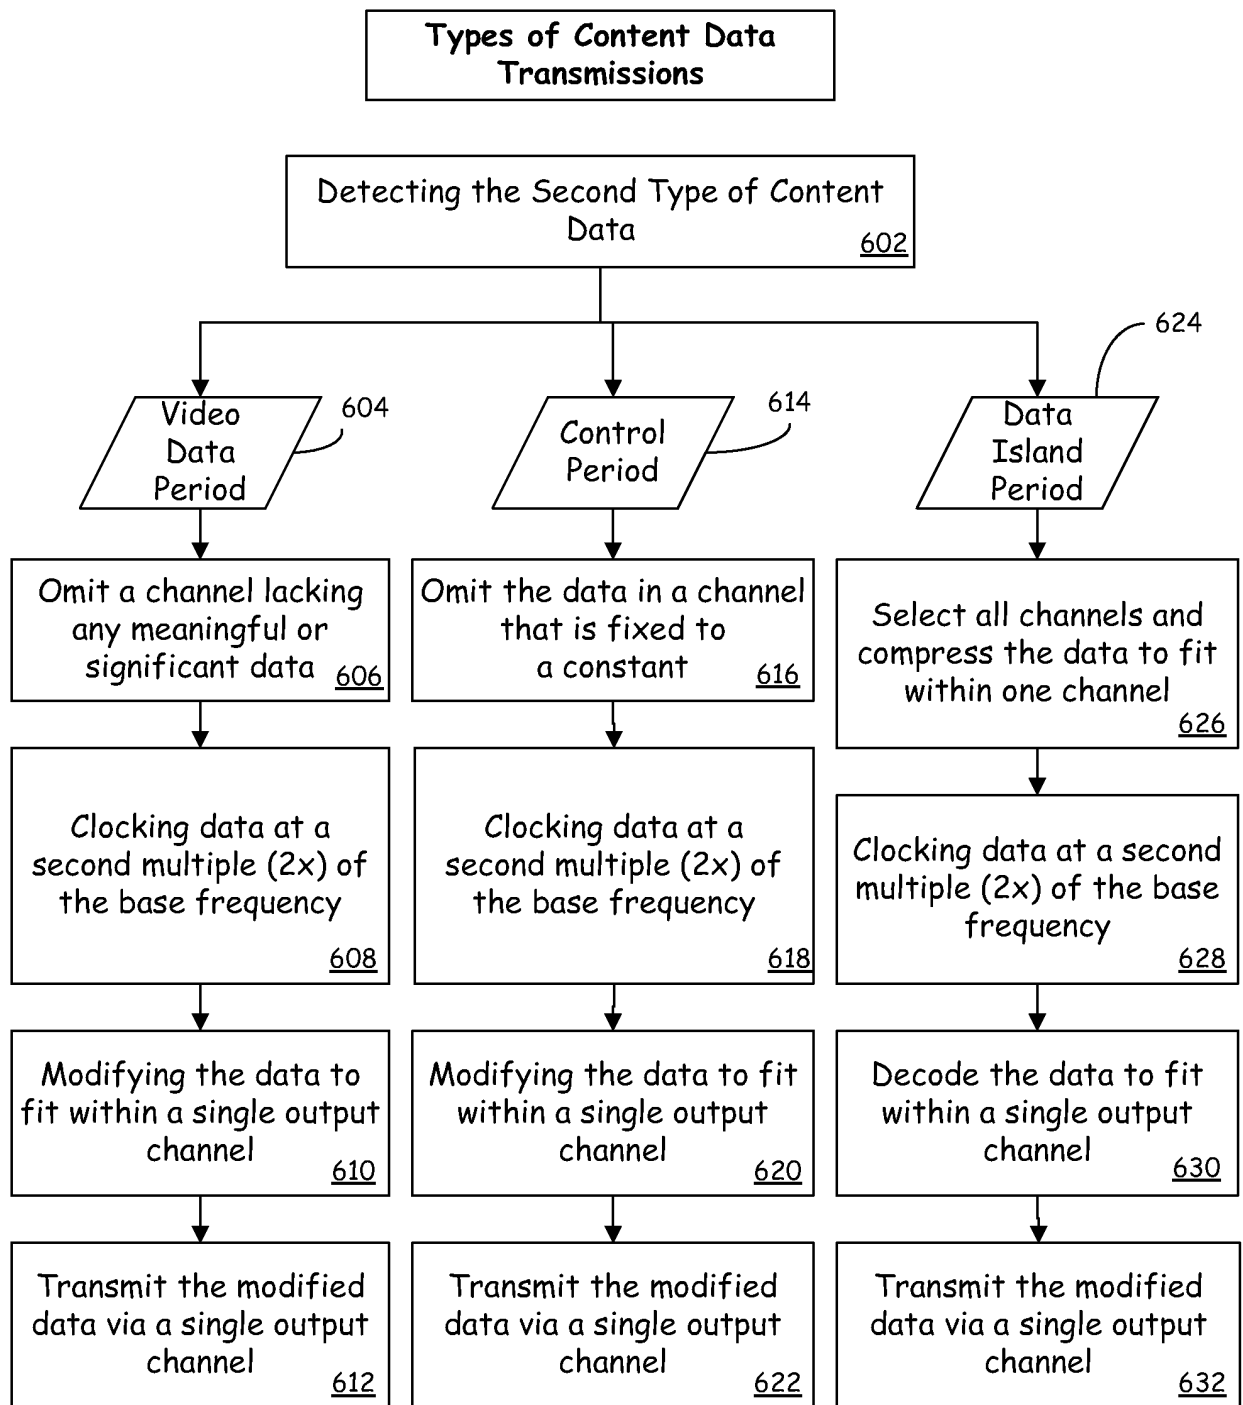 Types of Content Data
Transmissions
Detecting the Second Type of Content
Data
602
624
604
614
Video
Data
Period
Control
Period
Data
Island
Period
Omit a channel lacking
any meaningful or
significant data
606
Omit the data in a channel
that is fixed to
a constant
616
Select all channels and
compress the data to fit
within one channel
626
Clocking data at a
second multiple (2x) of
the base frequency
608
Clocking data at a
second multiple (2x) of
the base frequency
618
Clocking data at a second
multiple (2x) of the base
frequency
628
Modifying the data to
fit within a single output
channel
610
Modifying the data to fit
within a single output
channel
620
Decode the data to fit
within a single output
channel
630
Transmit the modified
data via a single output
channel
612
Transmit the modified
data via a single output
channel
622
Transmit the modified
data via a single output
channel
632